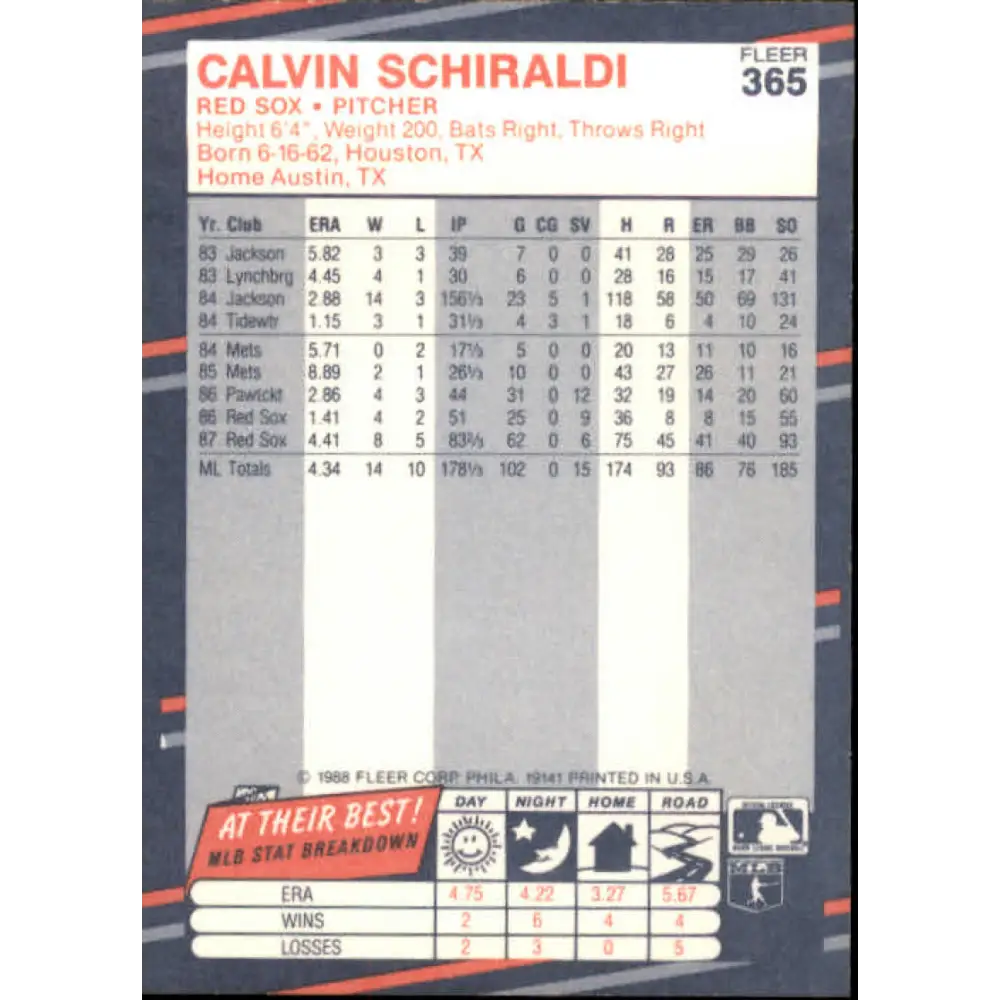 FLEER
CALVIN SCHIRALDI 365
RED SOX • PITCHER
Height 6'4", Weight 200, Bats Right, Throws Right
Born 6-16-62, Houston, TX
Home Austin, TX
Yr. Club ERA W L IP G CG SV H R ER BB SO
83 Jackson 5.82 3 3 39 7 0 0 41 28 25 29 26
83 Lynchbrg 4.45 4 1 30 6 0 0 28 16 15 17 41
84 Jackson 2.88 14 3 156⅓ 23 5 1 118 58 50 69 131
84 Tidewtr 1.15 3 1 31⅓ 4 3 1 18 6 4 10 24
84 Mets 5.71 0 2 17⅓ 5 0 0 20 13 11 10 16
85 Mets 8.89 2 1 26⅓ 10 0 0 43 27 26 11 21
86 Pawtckt 2.86 4 3 44 31 0 12 32 19 14 20 60
86 Red Sox 1.41 4 2 51 25 0 9 36 8 8 15 55
87 Red Sox 4.41 8 5 83⅔ 62 0 6 75 45 41 40 93
ML Totals 4.34 14 10 178⅓ 102 0 15 174 93 86 76 185
© 1988 FLEER CORP. PHILA. 19141 PRINTED IN U.S.A.
AT THEIR BEST!
MLB STAT BREAKDOWN
DAY NIGHT HOME ROAD
ERA 4.75 4.22 3.27 5.67
WINS 2 6 4 4
LOSSES 2 3 0 5